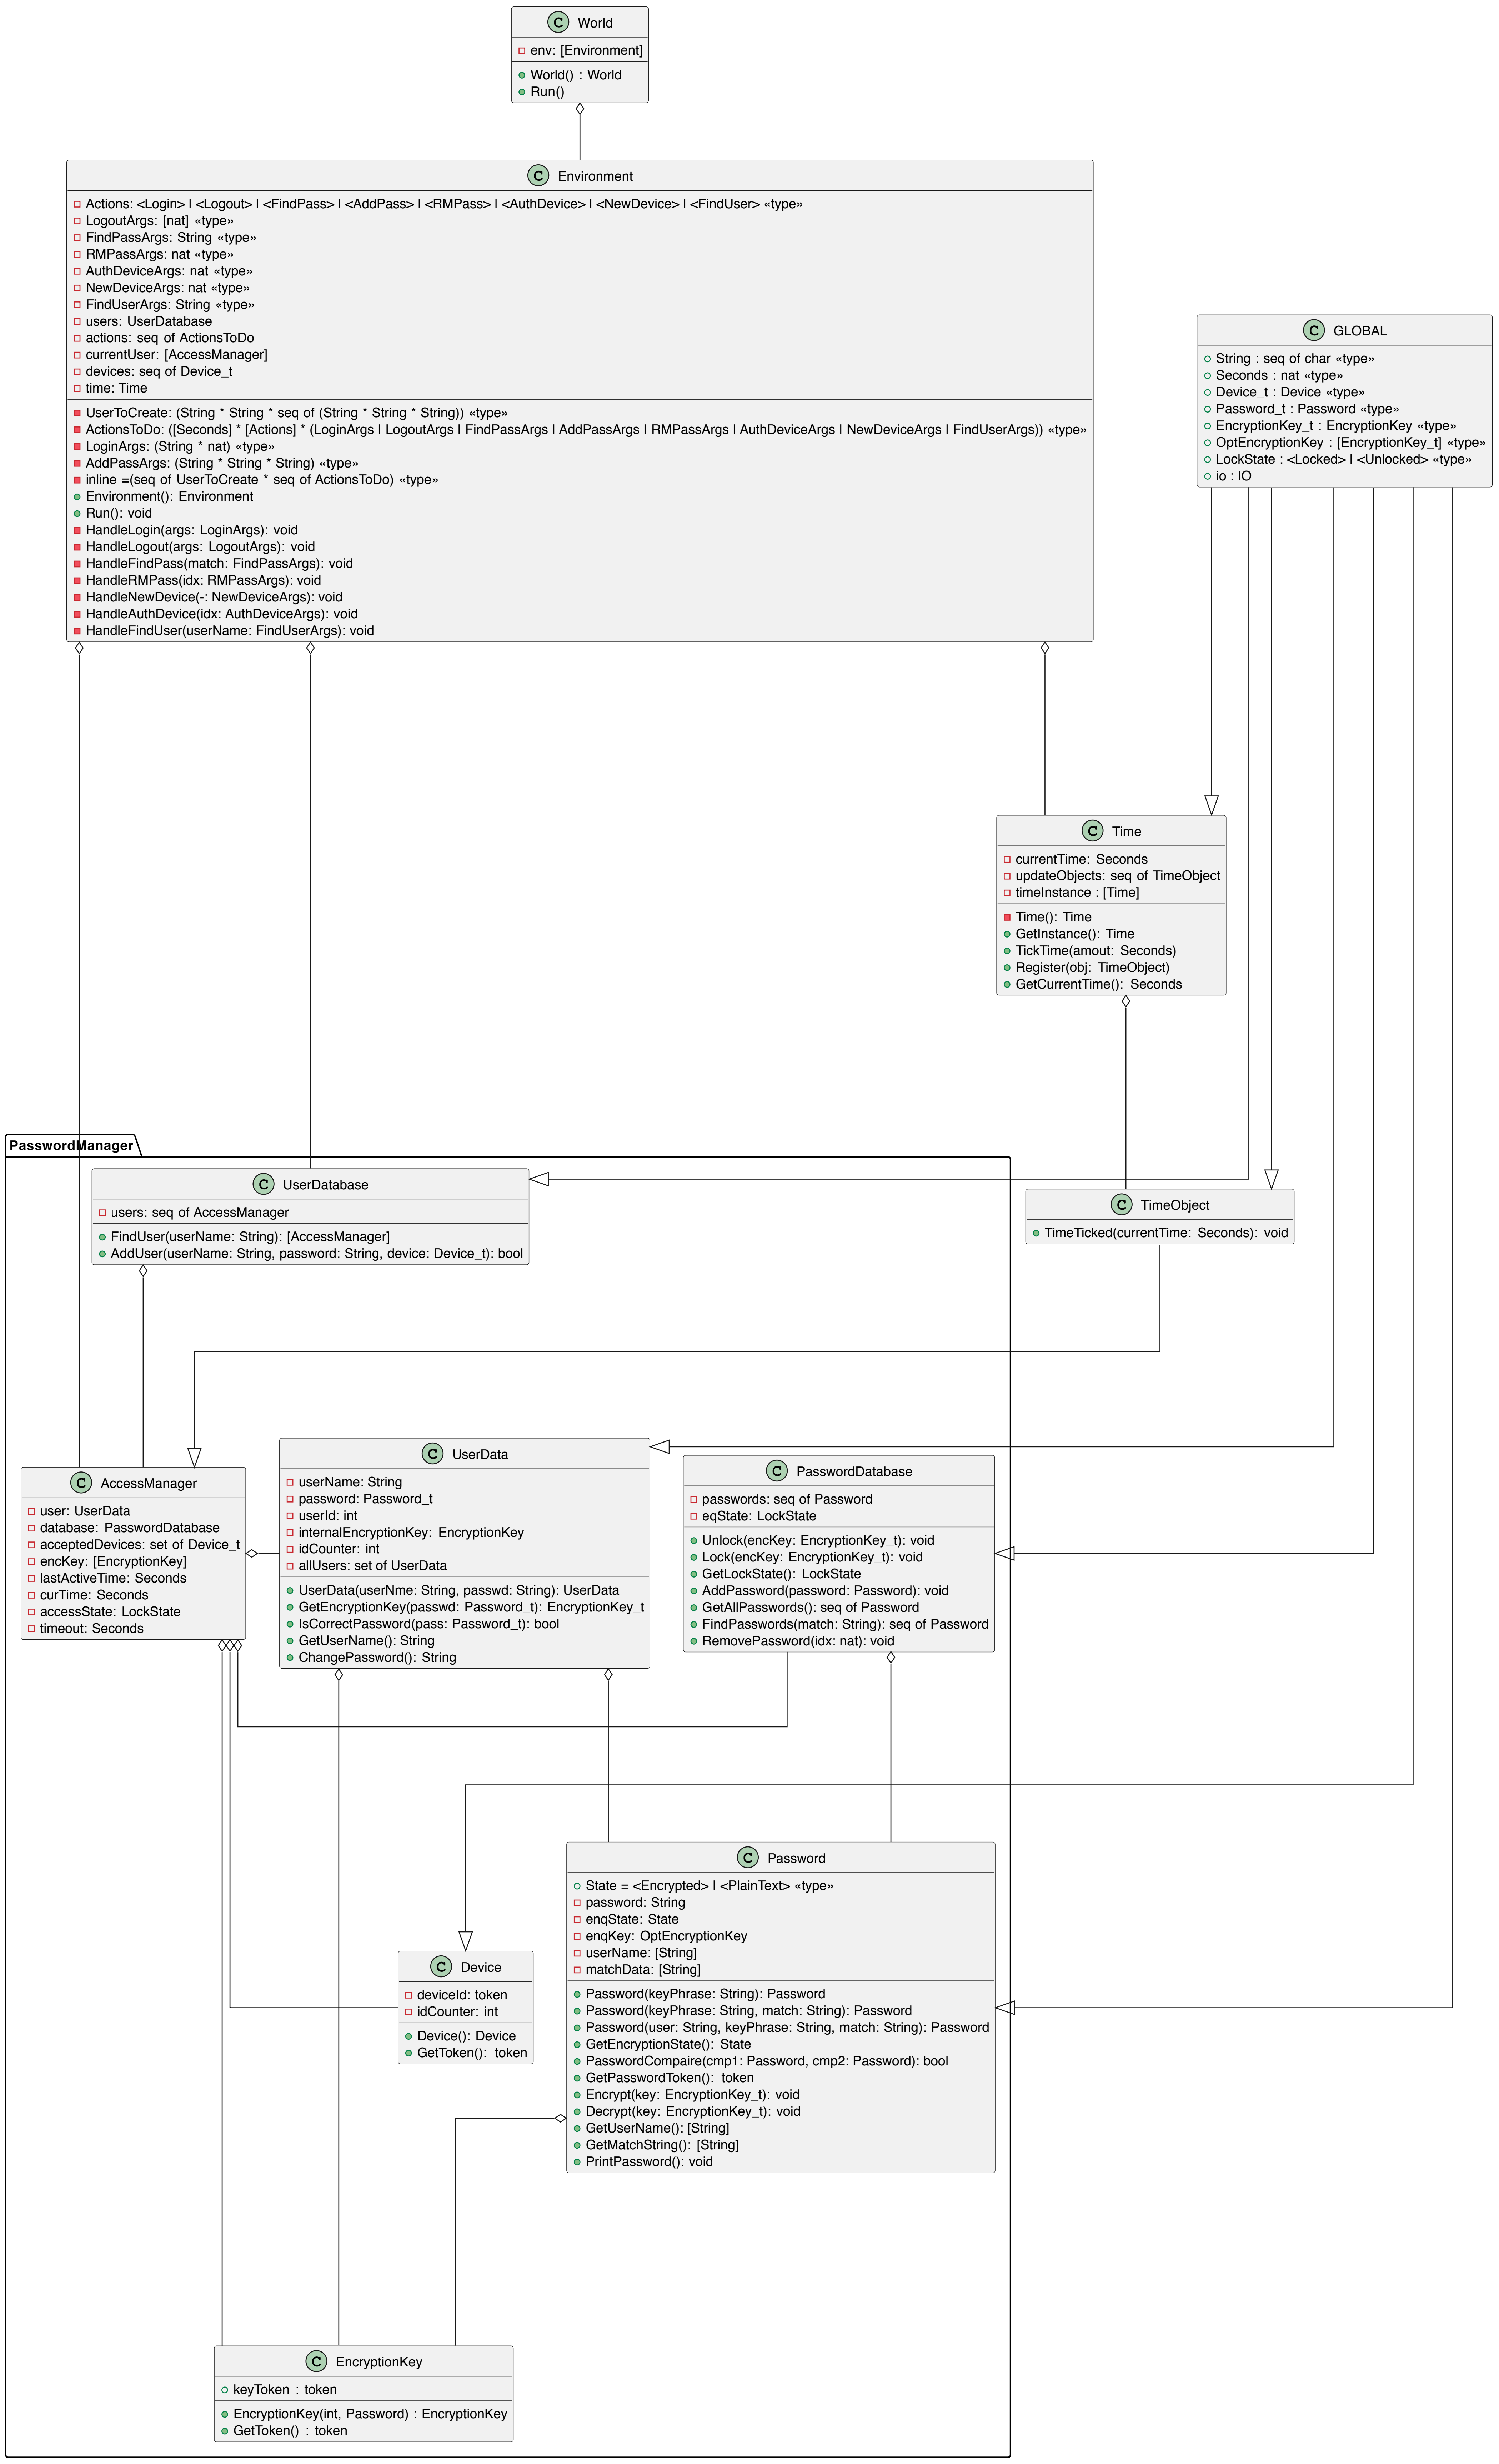 C World
env: [Environment]
World() : World
Run()
C Environment
Actions: <Login> | <Logout> | <FindPass> | <AddPass> | <RMPass> | <AuthDevice> | <NewDevice> | <FindUser> «type»
LogoutArgs: [nat] «type»
FindPassArgs: String «type»
RMPassArgs: nat «type»
AuthDeviceArgs: nat «type»
NewDeviceArgs: nat «type»
FindUserArgs: String «type»
users: UserDatabase
actions: seq of ActionsToDo
currentUser: [AccessManager]
devices: seq of Device_t
time: Time
UserToCreate: (String * String * seq of (String * String * String)) «type»
ActionsToDo: ([Seconds] * [Actions] * (LoginArgs | LogoutArgs | FindPassArgs | AddPassArgs | RMPassArgs | AuthDeviceArgs | NewDeviceArgs | FindUserArgs)) «type»
LoginArgs: (String * nat) «type»
AddPassArgs: (String * String * String) «type»
inline =(seq of UserToCreate * seq of ActionsToDo) «type»
Environment(): Environment
Run(): void
HandleLogin(args: LoginArgs): void
HandleLogout(args: LogoutArgs): void
HandleFindPass(match: FindPassArgs): void
HandleRMPass(idx: RMPassArgs): void
HandleNewDevice(-: NewDeviceArgs): void
HandleAuthDevice(idx: AuthDeviceArgs): void
HandleFindUser(userName: FindUserArgs): void
C GLOBAL
String : seq of char «type»
Seconds : nat «type»
Device_t : Device «type»
Password_t : Password «type»
EncryptionKey_t : EncryptionKey «type»
OptEncryptionKey : [EncryptionKey_t] «type»
LockState : <Locked> | <Unlocked> «type»
io : IO
C Time
currentTime: Seconds
updateObjects: seq of TimeObject
timeInstance : [Time]
Time(): Time
GetInstance(): Time
TickTime(amout: Seconds)
Register(obj: TimeObject)
GetCurrentTime(): Seconds
PasswordManager
C UserDatabase
users: seq of AccessManager
FindUser(userName: String): [AccessManager]
AddUser(userName: String, password: String, device: Device_t): bool
C TimeObject
TimeTicked(currentTime: Seconds): void
C AccessManager
user: UserData
database: PasswordDatabase
acceptedDevices: set of Device_t
encKey: [EncryptionKey]
lastActiveTime: Seconds
curTime: Seconds
accessState: LockState
timeout: Seconds
C UserData
userName: String
password: Password_t
userId: int
internalEncryptionKey: EncryptionKey
idCounter: int
allUsers: set of UserData
UserData(userNme: String, passwd: String): UserData
GetEncryptionKey(passwd: Password_t): EncryptionKey_t
IsCorrectPassword(pass: Password_t): bool
GetUserName(): String
ChangePassword(): String
C PasswordDatabase
passwords: seq of Password
eqState: LockState
Unlock(encKey: EncryptionKey_t): void
Lock(encKey: EncryptionKey_t): void
GetLockState(): LockState
AddPassword(password: Password): void
GetAllPasswords(): seq of Password
FindPasswords(match: String): seq of Password
RemovePassword(idx: nat): void
C Password
State = <Encrypted> | <PlainText> «type»
password: String
enqState: State
enqKey: OptEncryptionKey
userName: [String]
matchData: [String]
Password(keyPhrase: String): Password
Password(keyPhrase: String, match: String): Password
Password(user: String, keyPhrase: String, match: String): Password
GetEncryptionState(): State
PasswordCompaire(cmp1: Password, cmp2: Password): bool
GetPasswordToken(): token
Encrypt(key: EncryptionKey_t): void
Decrypt(key: EncryptionKey_t): void
GetUserName(): [String]
GetMatchString(): [String]
PrintPassword(): void
C Device
deviceId: token
idCounter: int
Device(): Device
GetToken(): token
C EncryptionKey
keyToken : token
EncryptionKey(int, Password) : EncryptionKey
GetToken() : token